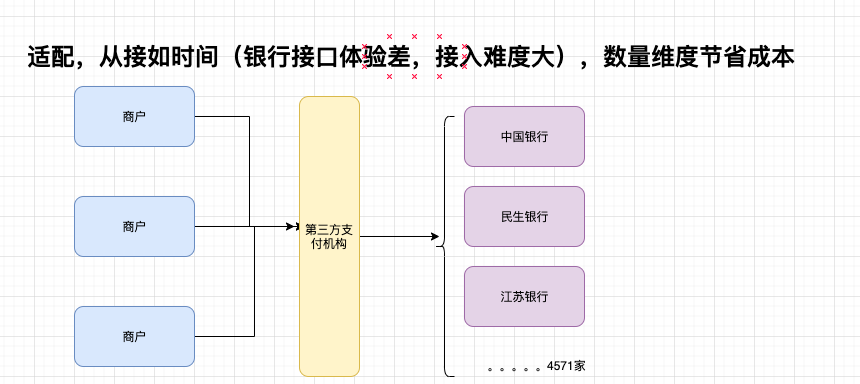 适配，从接如时间（银行接口体验差，接入难度大），数量维度节省成本
商户
中国银行
商户
民生银行
第三方支
付机构
江苏银行
商户
。。。。。4571家